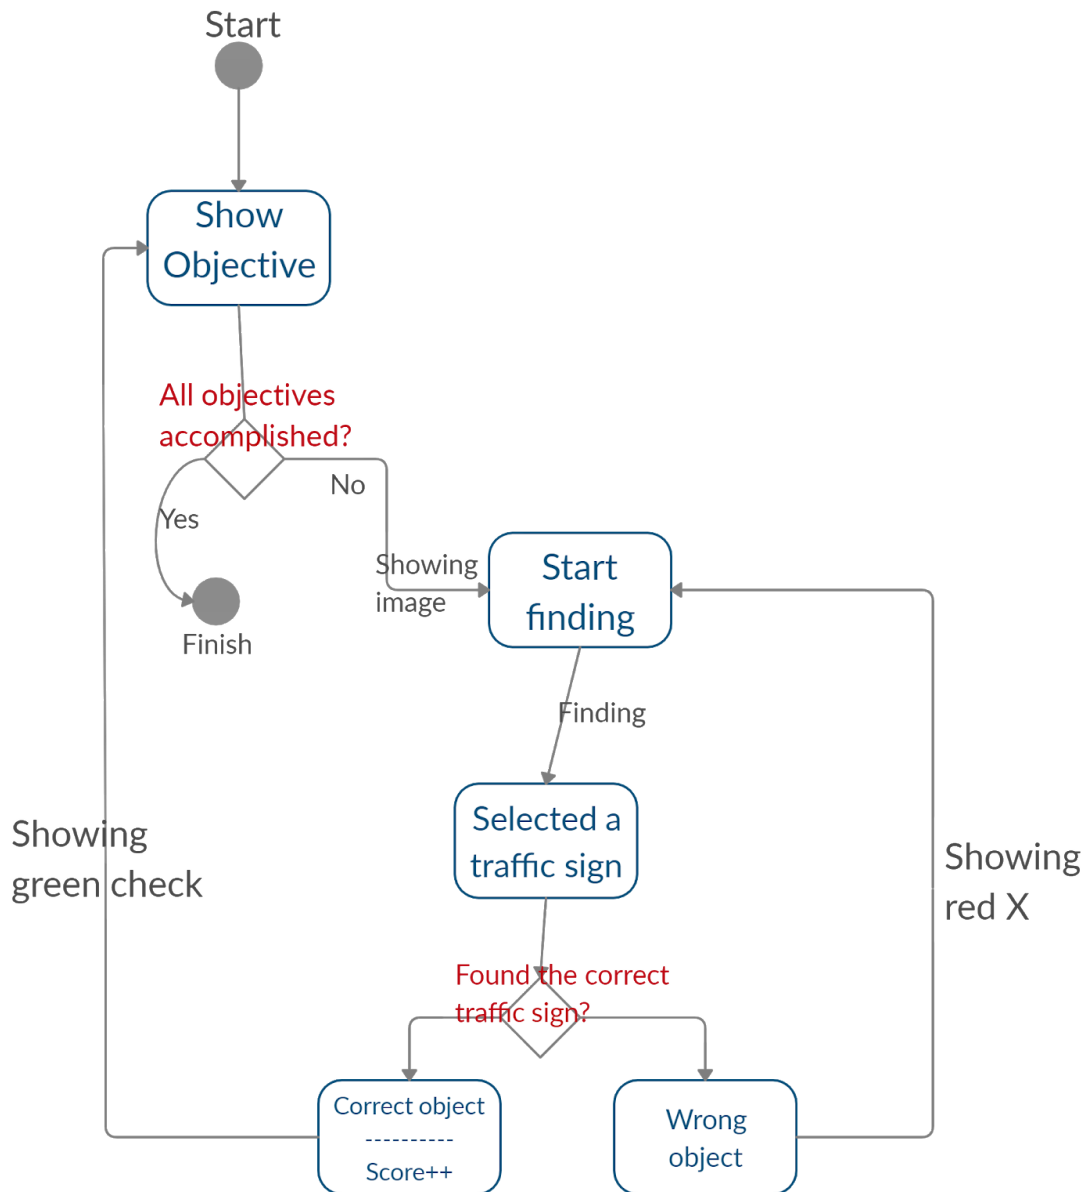 Start
Show
Objective
All objectives
accomplished?
No
Yes
Showing
image
Start
finding
Finish
Finding
Selected a
traffic sign
Showing
green check
Showing
red X
Found the correct
traffic sign?
Correct object
----------
Score++
Wrong
object